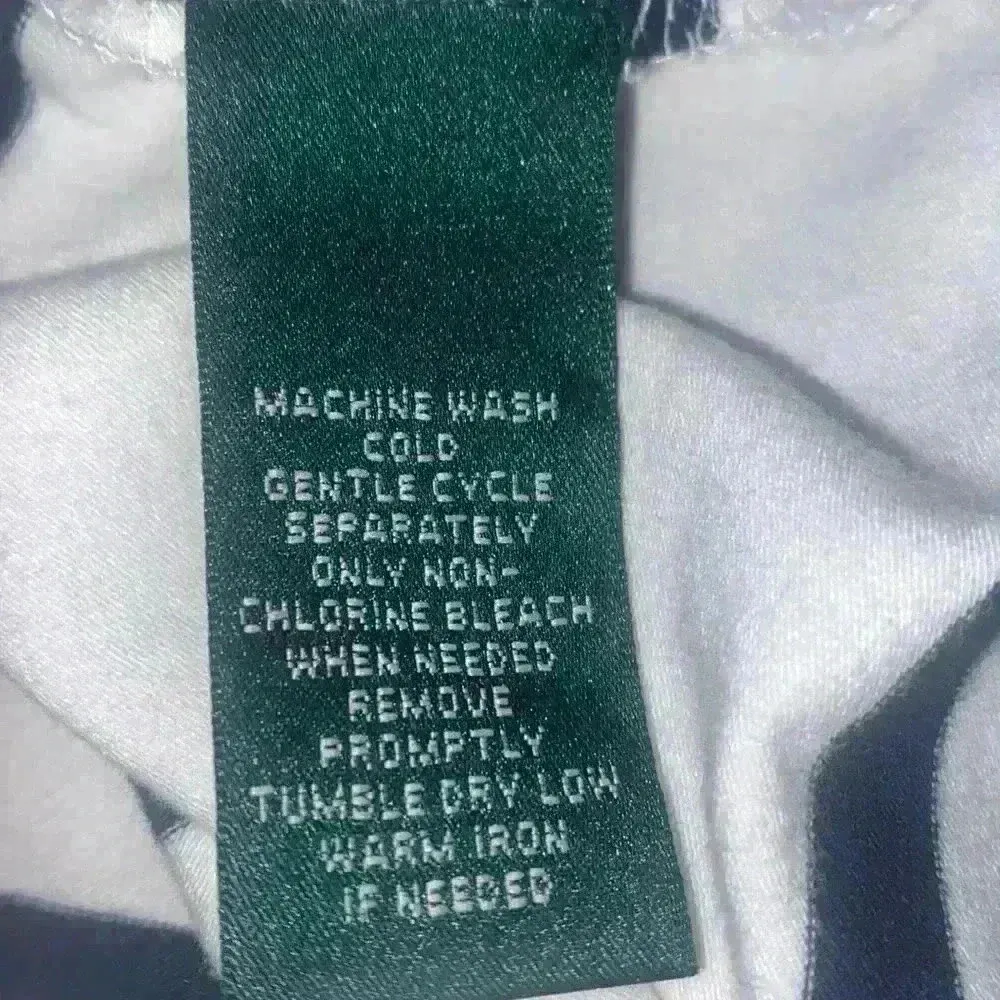 MACHINE WASH
COLD
GENTLE CYCLE
SEPARATELY
ONLY NON-
CHLORINE BLEACH
WHEN NEEDED
REMOVE
PROMPTLY
TUMBLE DRY LOW
WARM IRON
IF NEEDED